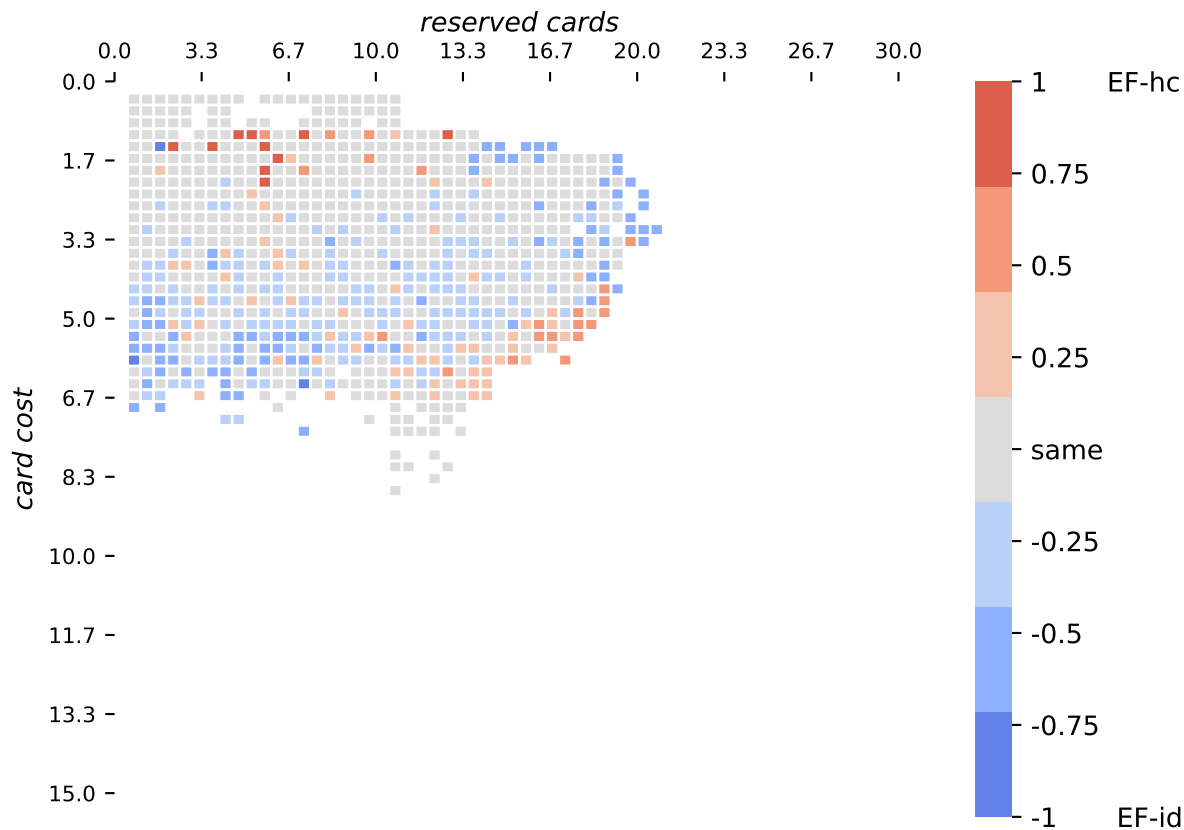 reserved cards
0.0 3.3 6.7 10.0 13.3 16.7 20.0 23.3 26.7 30.0
0.0
1.7
3.3
5.0
6.7
8.3
10.0
11.7
13.3
15.0
card cost
1 EF-hc
0.75
0.5
0.25
same
-0.25
-0.5
-0.75
-1 EF-id